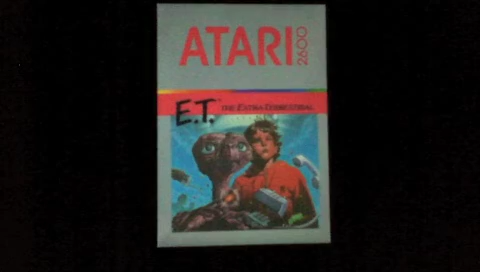 ATARI 2600
E.T.
THE EXTRA-TERRESTRIAL